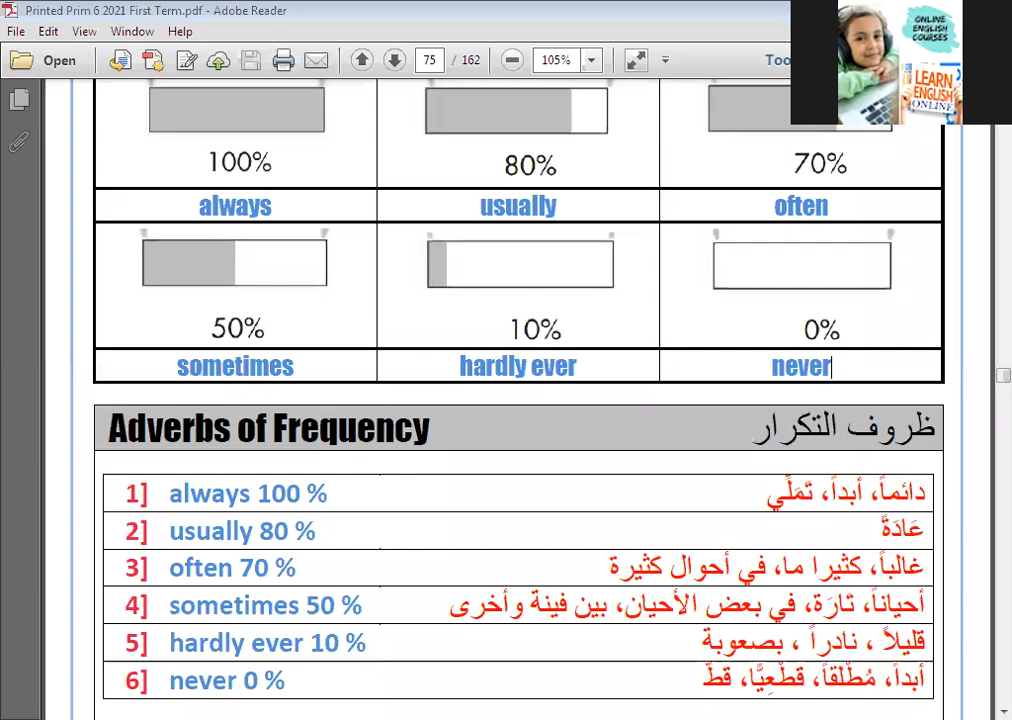 Printed Prim 6 2021 First Term.pdf - Adobe Reader
File Edit View Window Help
Open 75 / 162 105% Too
ONLINE
ENGLISH
COURSES
LEARN
ENGLISH
ONLINE
100% 80% 70%
always usually often
50% 10% 0%
sometimes hardly ever never
Adverbs of Frequency ظروف التكرار
1] always 100 % دائماً، أبداً، تَمَلِّي
2] usually 80 % عَادَةً
3] often 70 % غالباً، كثيرا ما، في أحوال كثيرة
4] sometimes 50 % أحياناً، تَارَة، في بعض الأحيان، بين فينة وأخرى
5] hardly ever 10 % قليلاً ، نادراً ، بصعوبة
6] never 0 % أبداً، مُطْلَقاً، قطْعِيًّا، قطّ